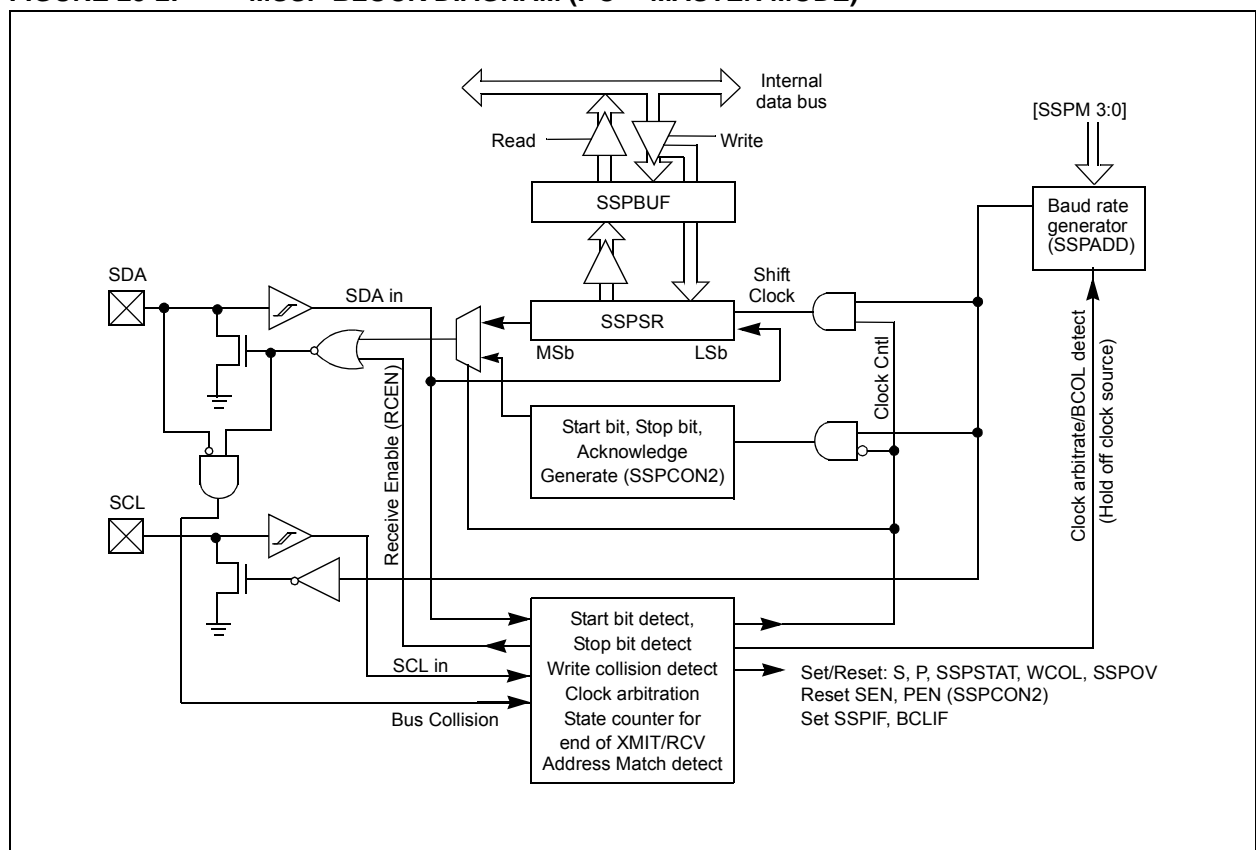 Internal
data bus
[SSPM 3:0]
Read
Write
SSPBUF
Baud rate
generator
(SSPADD)
SDA
SDA in
Shift
Clock
SSPSR
MSb
LSb
Receive Enable (RCEN)
Clock Cntl
Clock arbitrate/BCOL detect
(Hold off clock source)
Start bit, Stop bit,
Acknowledge
Generate (SSPCON2)
SCL
SCL in
Bus Collision
Start bit detect,
Stop bit detect
Write collision detect
Clock arbitration
State counter for
end of XMIT/RCV
Address Match detect
Set/Reset: S, P, SSPSTAT, WCOL, SSPOV
Reset SEN, PEN (SSPCON2)
Set SSPIF, BCLIF